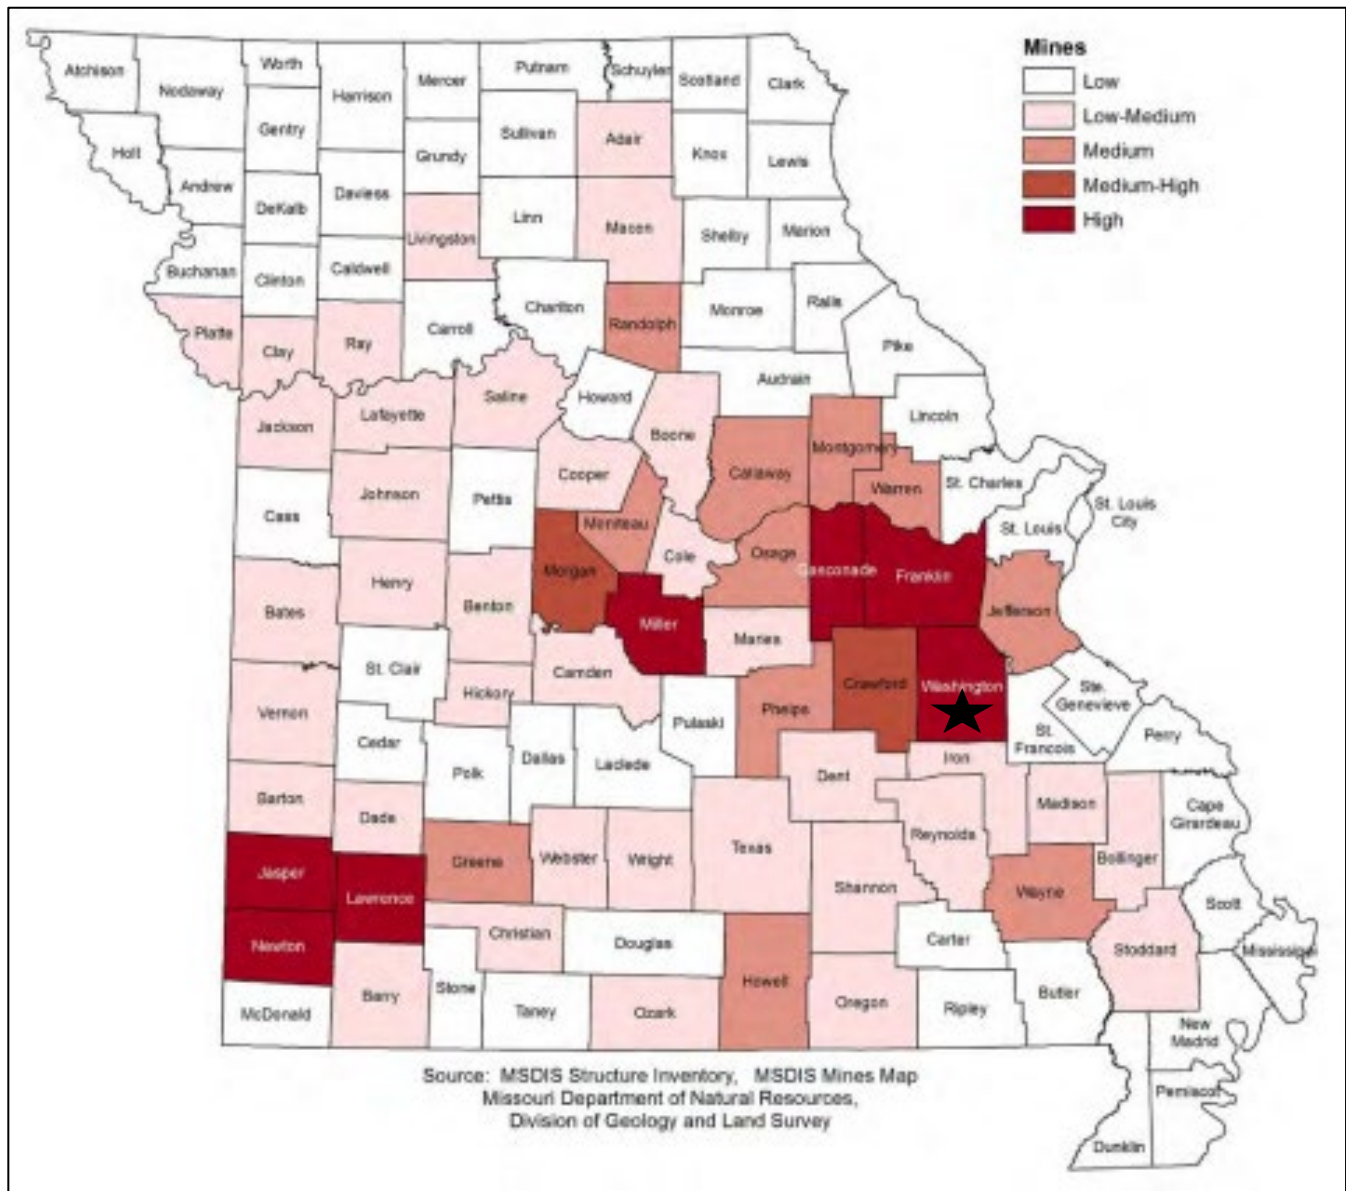 Mines
Low
Low-Medium
Medium
Medium-High
High
Atchison
Nodaway
Worth
Harrison
Mercer
Putnam
Schuyler
Scotland
Clark
Holt
Gentry
Sullivan
Adair
Knox
Lewis
Andrew
DeKalb
Daviess
Grundy
Linn
Macon
Shelby
Marion
Buchanan
Clinton
Caldwell
Livingston
Chariton
Randolph
Monroe
Ralls
Pike
Platte
Clay
Ray
Carroll
Audrain
Jackson
Lafayette
Saline
Howard
Boone
Lincoln
Cass
Johnson
Pettis
Cooper
Callaway
Montgomery
Warren
St. Charles
St. Louis
City
St. Louis
Moniteau
Cole
Osage
Gasconade
Franklin
Jefferson
Bates
Henry
Benton
Morgan
Miller
Maries
Crawford
Washington
St. Clair
Hickory
Camden
Vernon
Cedar
Polk
Dallas
Laclede
Pulaski
Phelps
Ste.
Genevieve
St.
Francois
Perry
Iron
Dent
Barton
Dade
Greene
Webster
Wright
Texas
Reynolds
Madison
Bollinger
Cape
Girardeau
Jasper
Lawrence
Shannon
Wayne
Scott
Newton
Christian
Douglas
Howell
Carter
Stoddard
Mississippi
McDonald
Barry
Stone
Taney
Ozark
Oregon
Ripley
Butler
New
Madrid
Pemiscot
Dunklin
Source: MSDIS Structure Inventory, MSDIS Mines Map
Missouri Department of Natural Resources,
Division of Geology and Land Survey